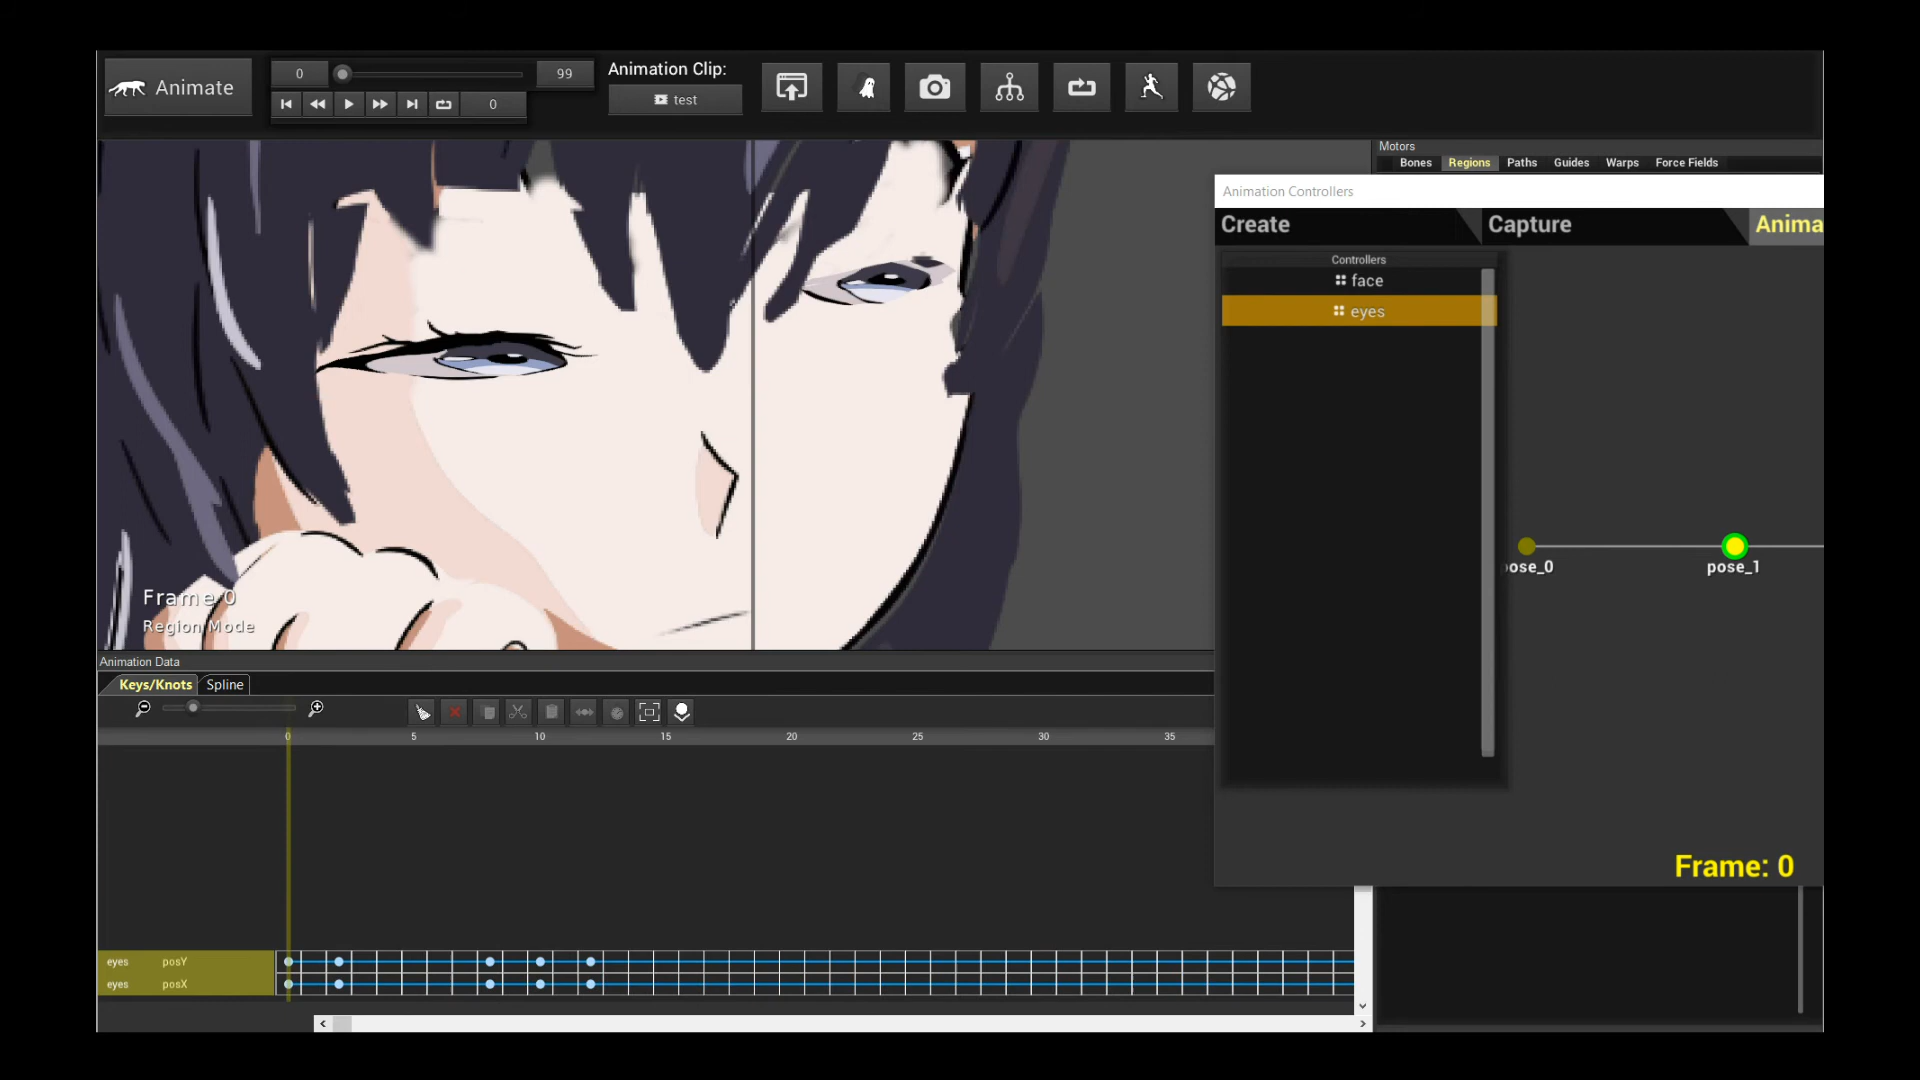 Animate
0
99
0
Animation Clip:
test
Motors
Bones
Regions
Paths
Guides
Warps
Force Fields
Animation Controllers
Create
Capture
Anima
Controllers
face
eyes
pose_0
pose_1
Frame 0
Region Mode
Frame: 0
Animation Data
Keys/Knots
Spline
0
5
10
15
20
25
30
35
eyes posY
eyes posX